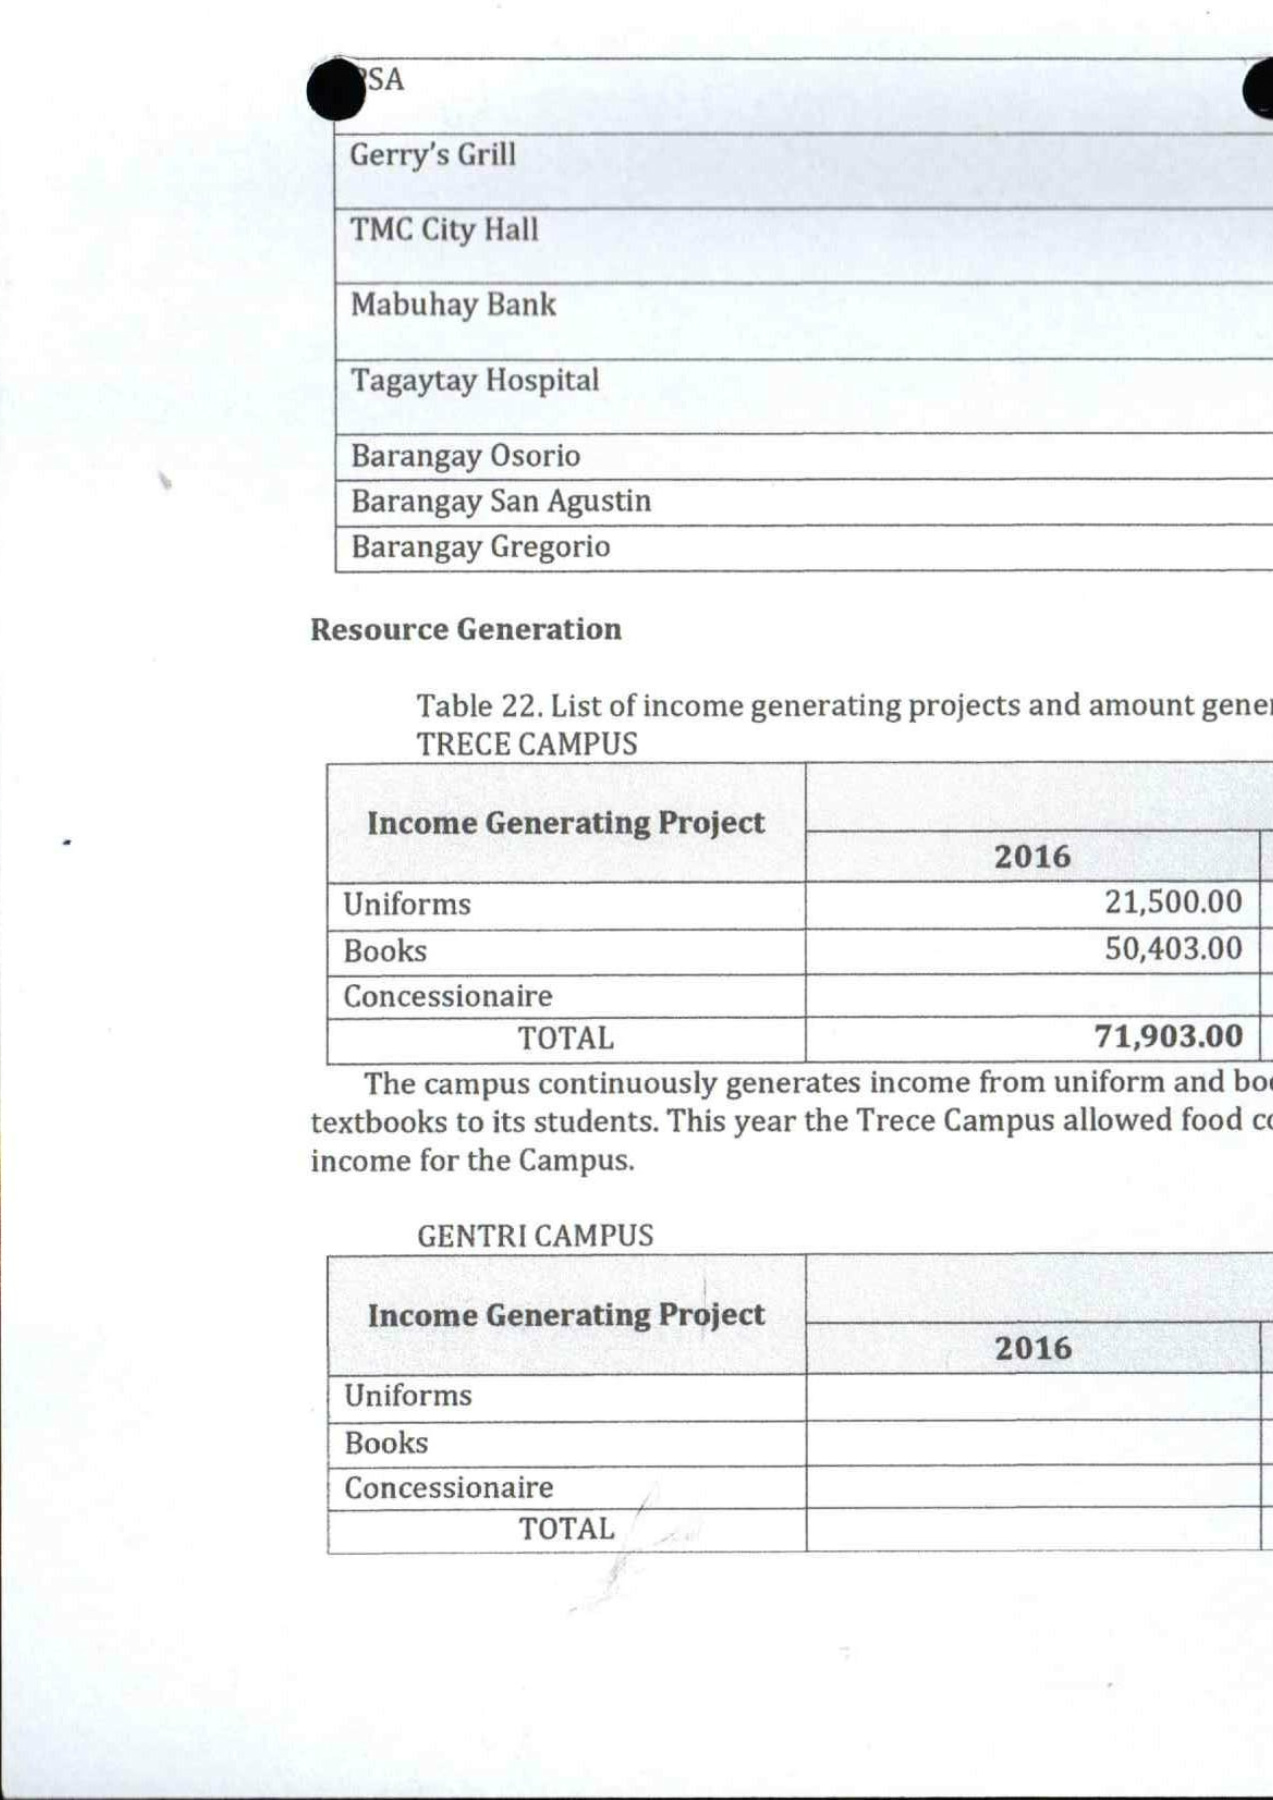 SA
Gerry's Grill
TMC City Hall
Mabuhay Bank
Tagaytay Hospital
Barangay Osorio
Barangay San Agustin
Barangay Gregorio
Resource Generation
Table 22. List of income generating projects and amount gene
TRECE CAMPUS
Income Generating Project
2016
Uniforms 21,500.00
Books 50,403.00
Concessionaire
TOTAL 71,903.00
The campus continuously generates income from uniform and bo
textbooks to its students. This year the Trece Campus allowed food c
income for the Campus.
GENTRI CAMPUS
Income Generating Project
2016
Uniforms
Books
Concessionaire
TOTAL